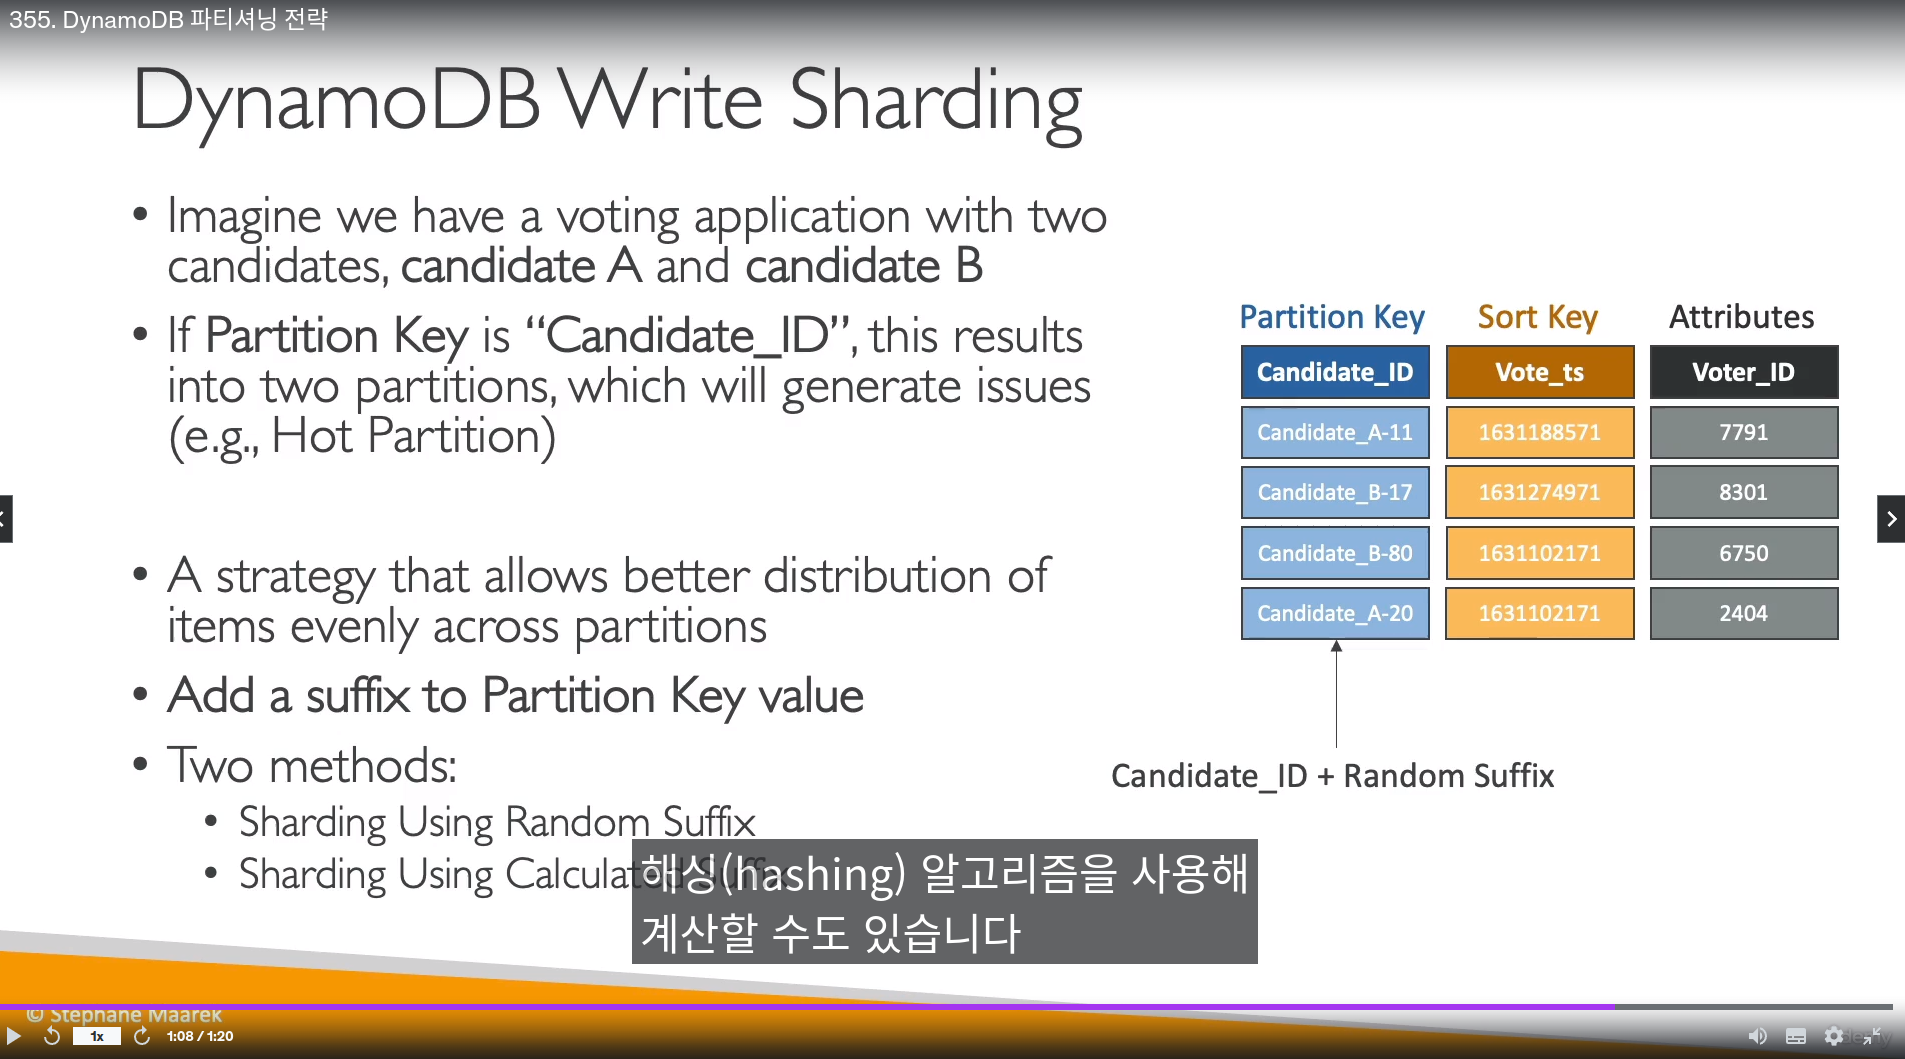 355. DynamoDB 파티셔닝 전략
DynamoDB Write Sharding
• Imagine we have a voting application with two
candidates, candidate A and candidate B
• If Partition Key is “Candidate_ID”, this results
into two partitions, which will generate issues
(e.g., Hot Partition)
• A strategy that allows better distribution of
items evenly across partitions
• Add a suffix to Partition Key value
• Two methods:
• Sharding Using Random Suffix
• Sharding Using Calculated Suffix
Partition Key Sort Key Attributes
Candidate_ID Vote_ts Voter_ID
Candidate_A-11 1631188571 7791
Candidate_B-17 1631274971 8301
Candidate_B-80 1631102171 6750
Candidate_A-20 1631102171 2404
Candidate_ID + Random Suffix
해싱(hashing) 알고리즘을 사용해
계산할 수도 있습니다
© Stephane Maarek
1x 1:08 / 1:20